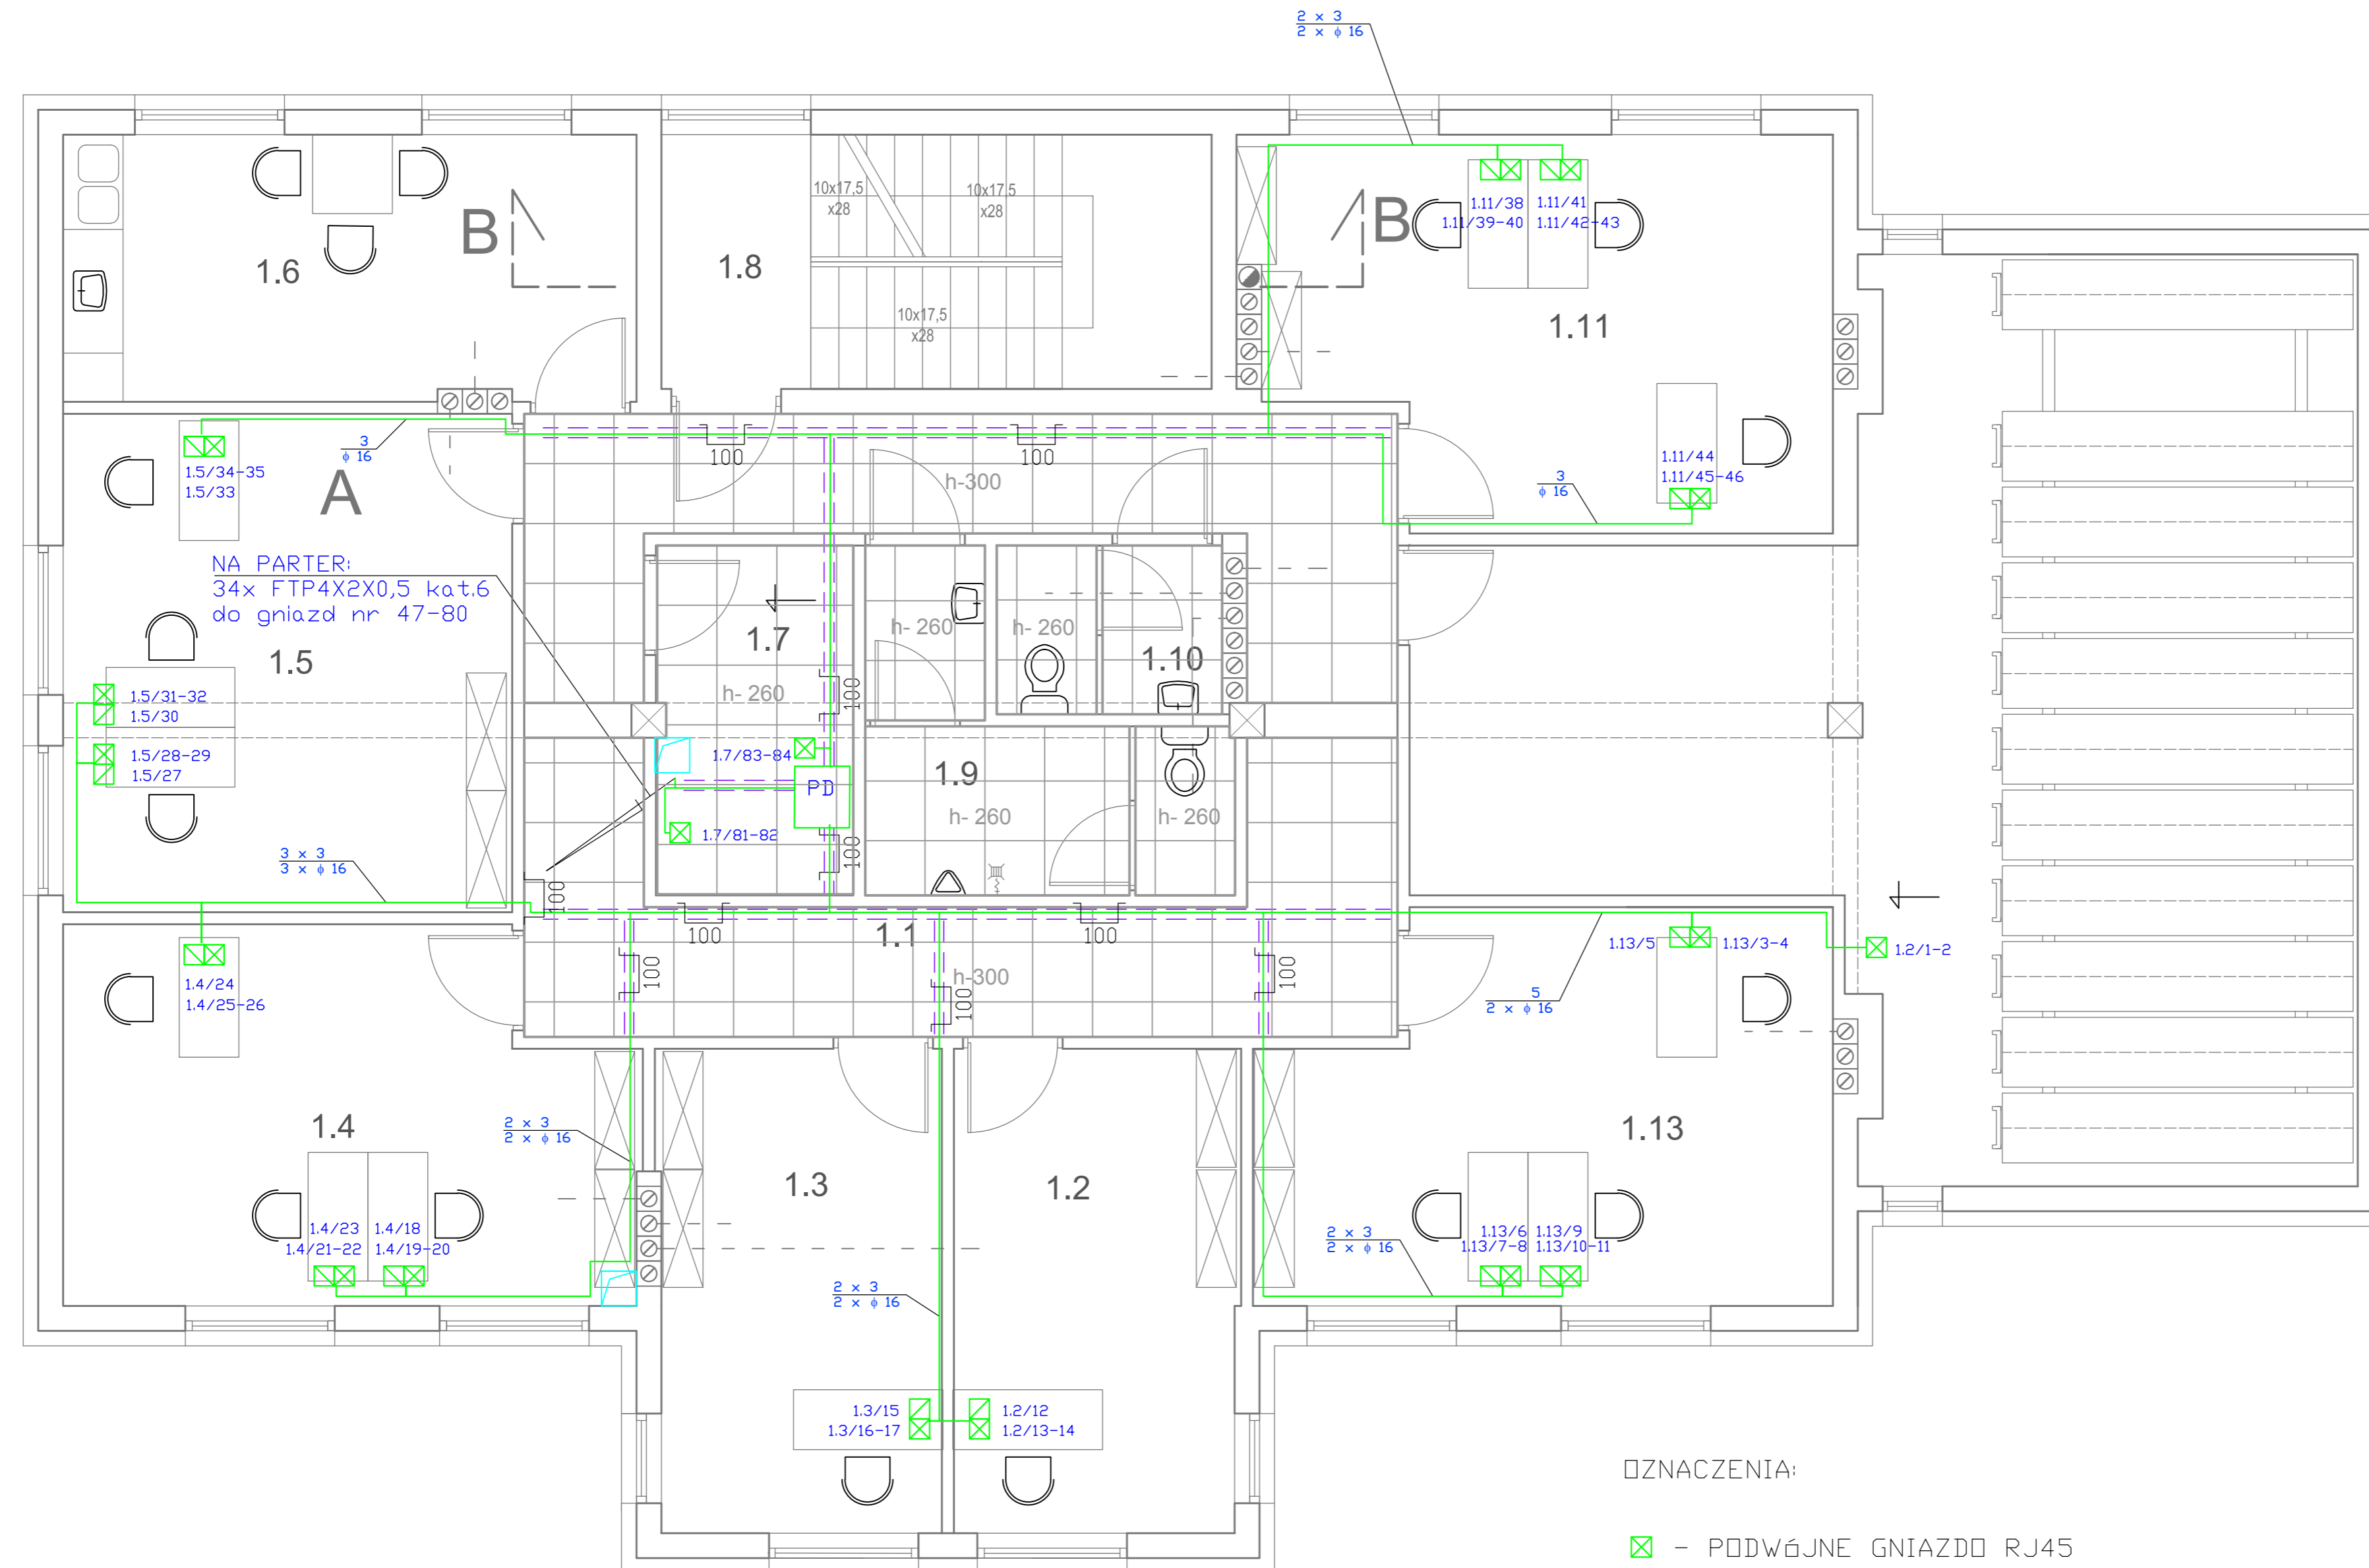 2 x 3
2 x ϕ 16
1.6
B
1.8
10x17,5
x28
10x17,5
x28
10x17,5
x28
B
1.11/38
1.11/39-40
1.11/41
1.11/42-43
1.11
3
ϕ 16
1.5/34-35
1.5/33
A
100
100
h-300
1.11/44
1.11/45-46
3
ϕ 16
NA PARTER:
34x FTP4X2X0,5 kat.6
do gniazd nr 47-80
1.5
1.7
h- 260
h- 260
h- 260
1.10
100
1.5/31-32
1.5/30
1.5/28-29
1.5/27
1.7/83-84
PD
1.7/81-82
1.9
h- 260
h- 260
100
3 x 3
3 x ϕ 16
100
100
1.1
100
h-300
100
100
100
1.13/5
1.13/3-4
1.2/1-2
5
2 x ϕ 16
1.4/24
1.4/25-26
1.4
2 x 3
2 x ϕ 16
1.3
1.2
1.13
1.4/23
1.4/21-22
1.4/18
1.4/19-20
2 x 3
2 x ϕ 16
1.13/6
1.13/7-8
1.13/9
1.13/10-11
2 x 3
2 x ϕ 16
1.3/15
1.3/16-17
1.2/12
1.2/13-14
OZNACZENIA:
- PODWóJNE GNIAZDO RJ45